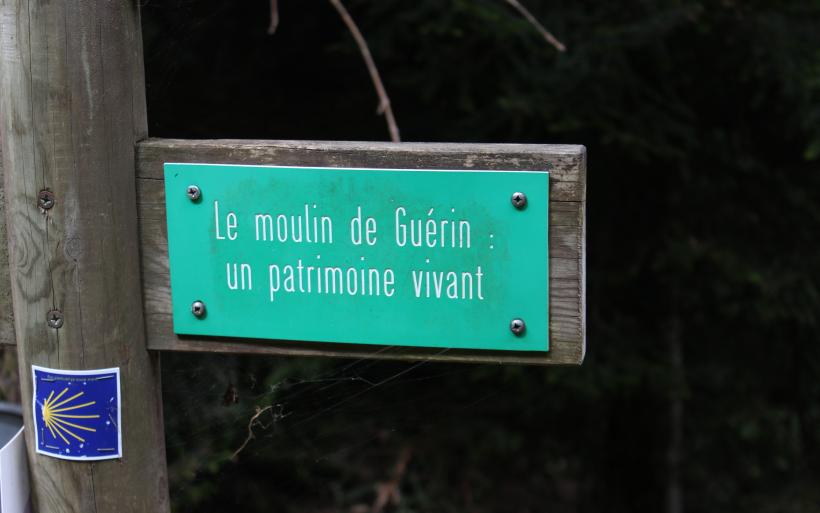 Le moulin de Guérin :
un patrimoine vivant